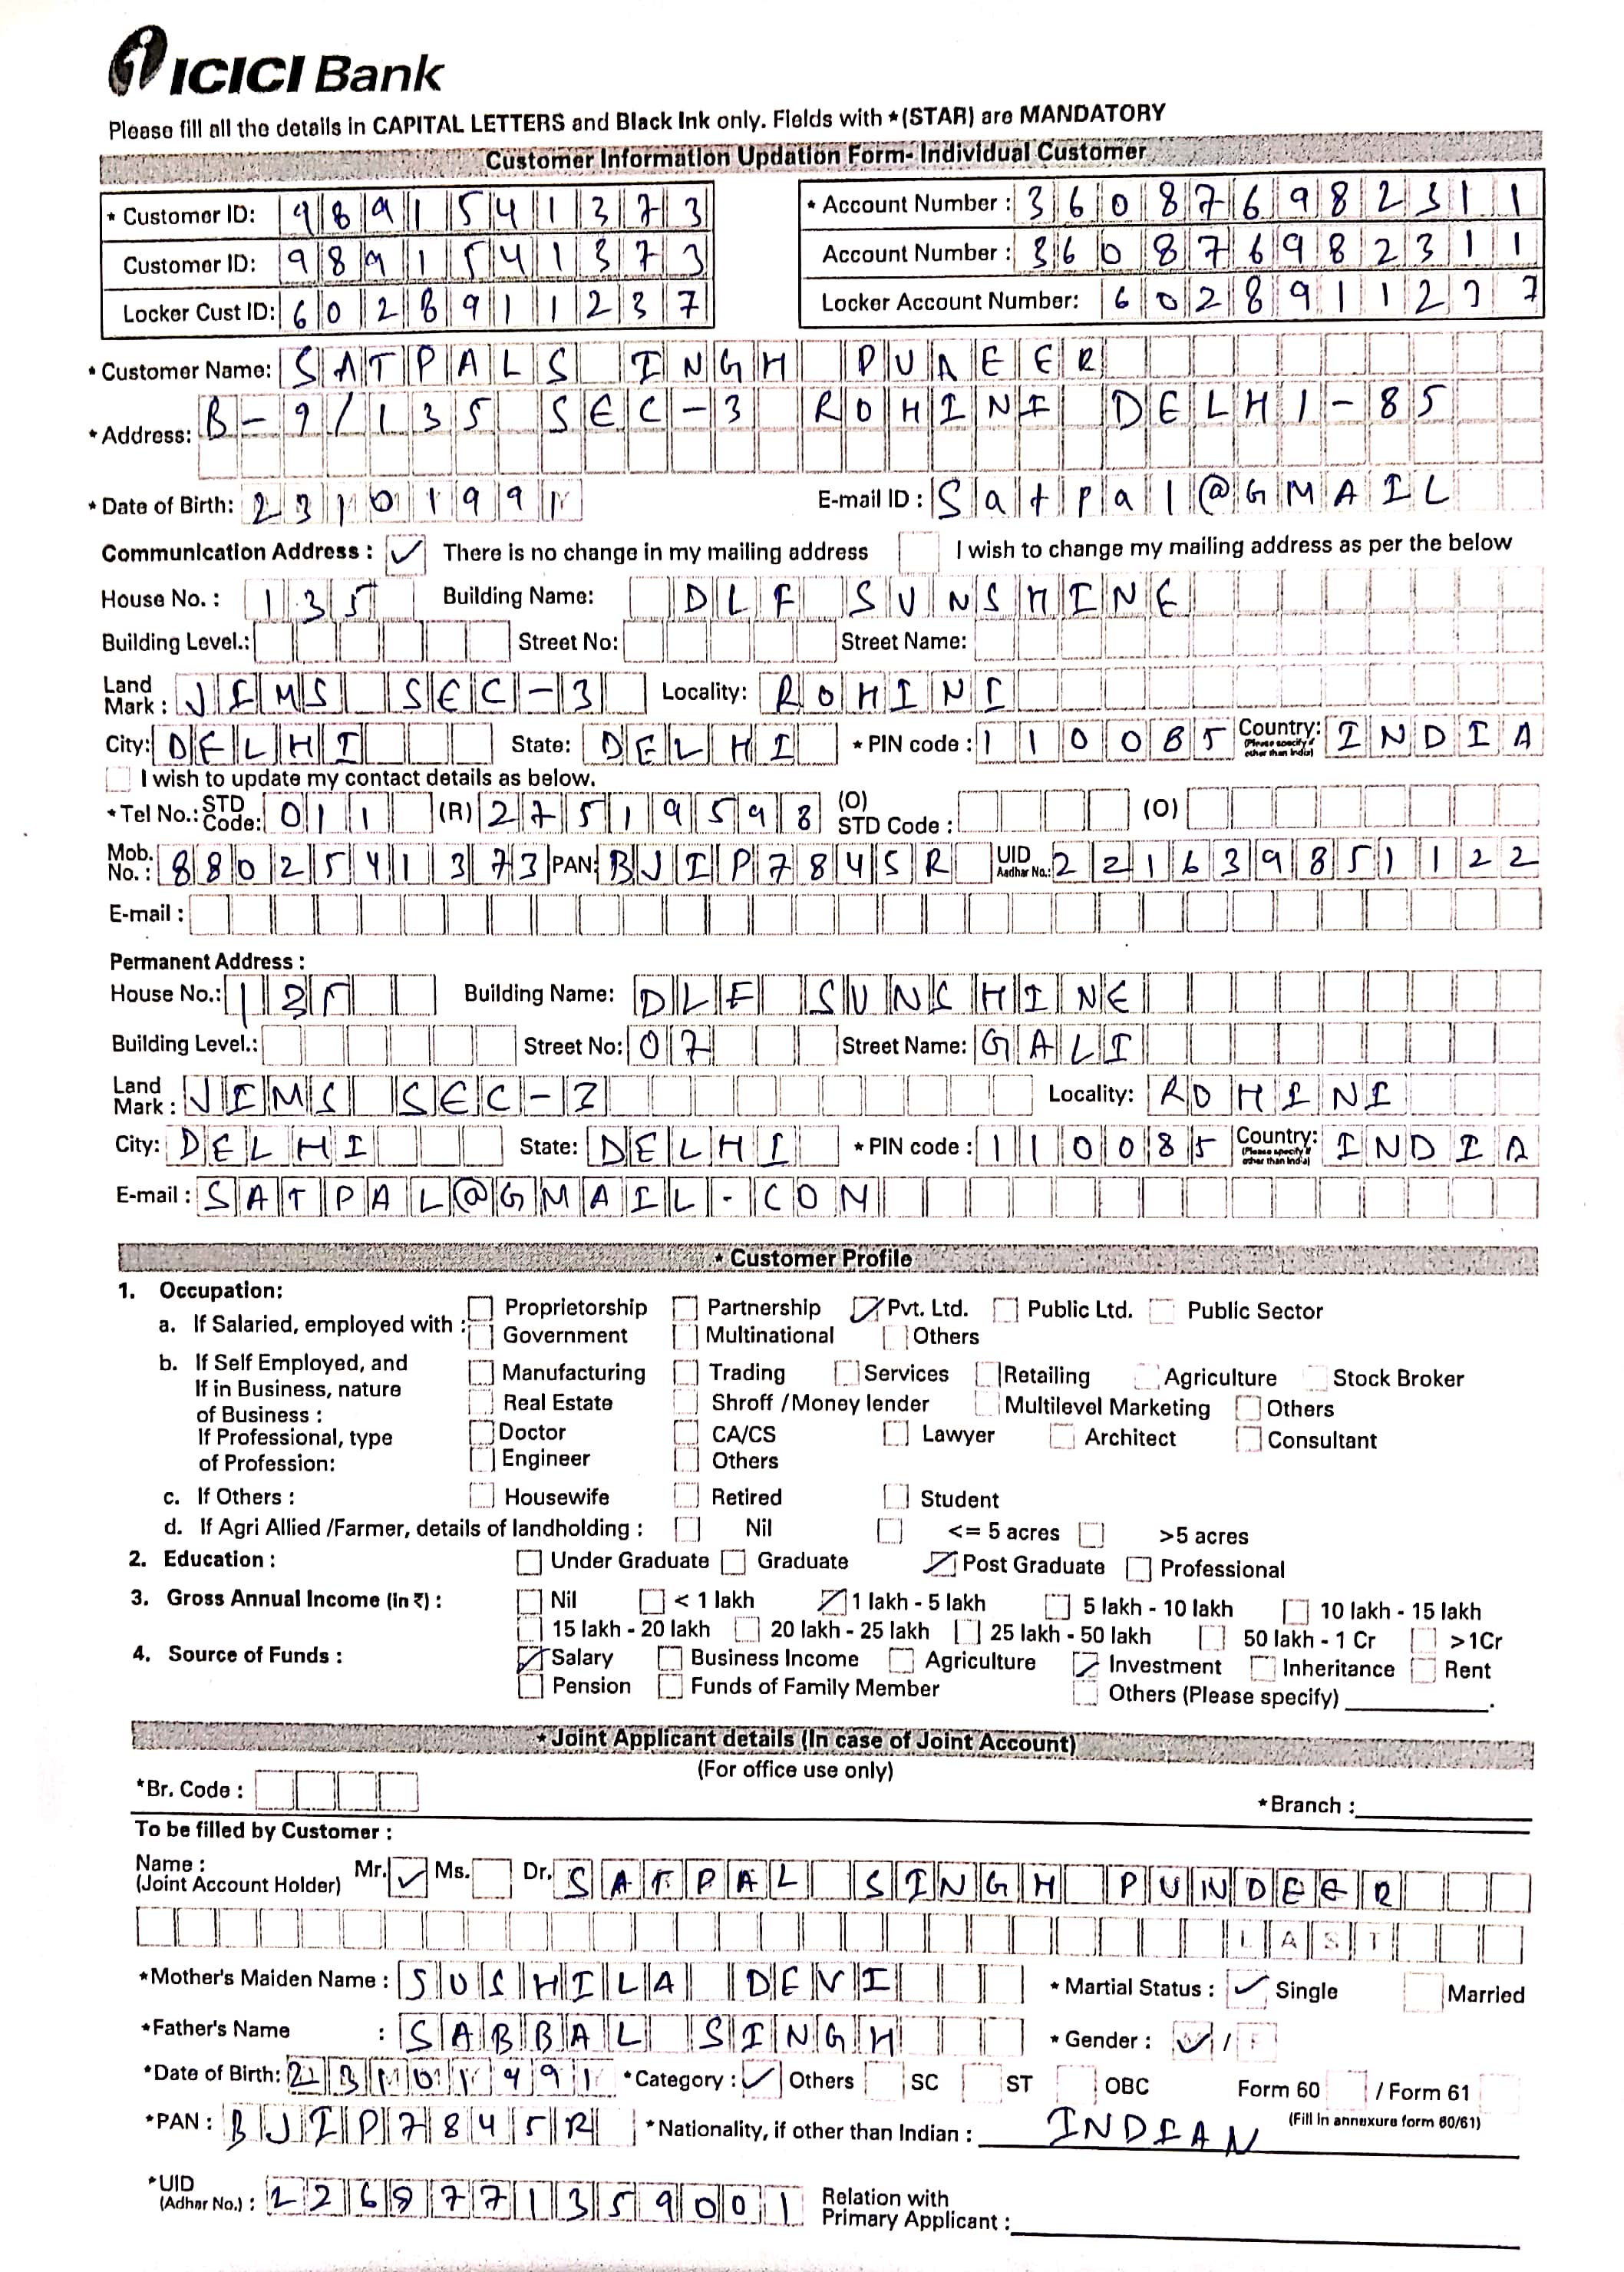 ICICI Bank
Please fill all the details in CAPITAL LETTERS and Black Ink only. Fields with *(STAR) are MANDATORY
Customer Information Updation Form- Individual Customer
* Customer ID: 9891541373 * Account Number : 360876982311
Customer ID: 9891541373 Account Number : 360876982311
Locker Cust ID: 6028911237 Locker Account Number: 6028911237
* Customer Name: SATPALS INGH PUNEER
* Address: B-9/135 SEC-3 ROHINI DELHI-85
* Date of Birth: 23101991 E-mail ID : Satpal@GMAIL
Communication Address : ✓ There is no change in my mailing address I wish to change my mailing address as per the below
House No. : 135 Building Name: DLF SUNSHINE
Building Level.: Street No: Street Name:
Land Mark : JIMS SEC-3 Locality: ROHINI
City: DELHI State: DELHI * PIN code : 110085 Country: (Please specify if other than India) INDIA
I wish to update my contact details as below.
*Tel No.: STD Code: 011 (R) 27519598 (O) STD Code : (O)
Mob. No. : 8802541373 PAN: BJIP7845R UID Aadhar No.: 221639851122
E-mail :
Permanent Address :
House No.: 135 Building Name: DLF SUNSHINE
Building Level.: Street No: 07 Street Name: GALI
Land Mark : JIMS SEC-3 Locality: ROHINI
City: DELHI State: DELHI * PIN code : 110085 Country: (Please specify if other than India) INDIA
E-mail : SATPAL@GMAIL.COM
* Customer Profile
1. Occupation:
a. If Salaried, employed with : Proprietorship Partnership Pvt. Ltd. Public Ltd. Public Sector
Government Multinational Others
b. If Self Employed, and If in Business, nature of Business : Manufacturing Trading Services Retailing Agriculture Stock Broker
Real Estate Shroff /Money lender Multilevel Marketing Others
If Professional, type of Profession: Doctor CA/CS Lawyer Architect Consultant
Engineer Others
c. If Others : Housewife Retired Student
d. If Agri Allied /Farmer, details of landholding : Nil <= 5 acres >5 acres
2. Education : Under Graduate Graduate Post Graduate Professional
3. Gross Annual Income (in ₹) : Nil < 1 lakh 1 lakh - 5 lakh 5 lakh - 10 lakh 10 lakh - 15 lakh
15 lakh - 20 lakh 20 lakh - 25 lakh 25 lakh - 50 lakh 50 lakh - 1 Cr >1Cr
4. Source of Funds : Salary Business Income Agriculture Investment Inheritance Rent
Pension Funds of Family Member Others (Please specify)
* Joint Applicant details (In case of Joint Account)
(For office use only)
*Br. Code : * Branch :
To be filled by Customer :
Name : (Joint Account Holder) Mr. ✓ Ms. Dr. SATPAL SINGH PUNDEER
LAST
*Mother's Maiden Name : SUSHILA DEVI * Martial Status : ✓ Single Married
*Father's Name : SABBAL SINGH * Gender : M ✓ / F
*Date of Birth: 23101991 *Category : ✓ Others SC ST OBC Form 60 / Form 61
*PAN : BJIP7845R *Nationality, if other than Indian : INDIAN (Fill in annexure form 60/61)
*UID (Adhar No.) : 2268771359001 Relation with Primary Applicant :